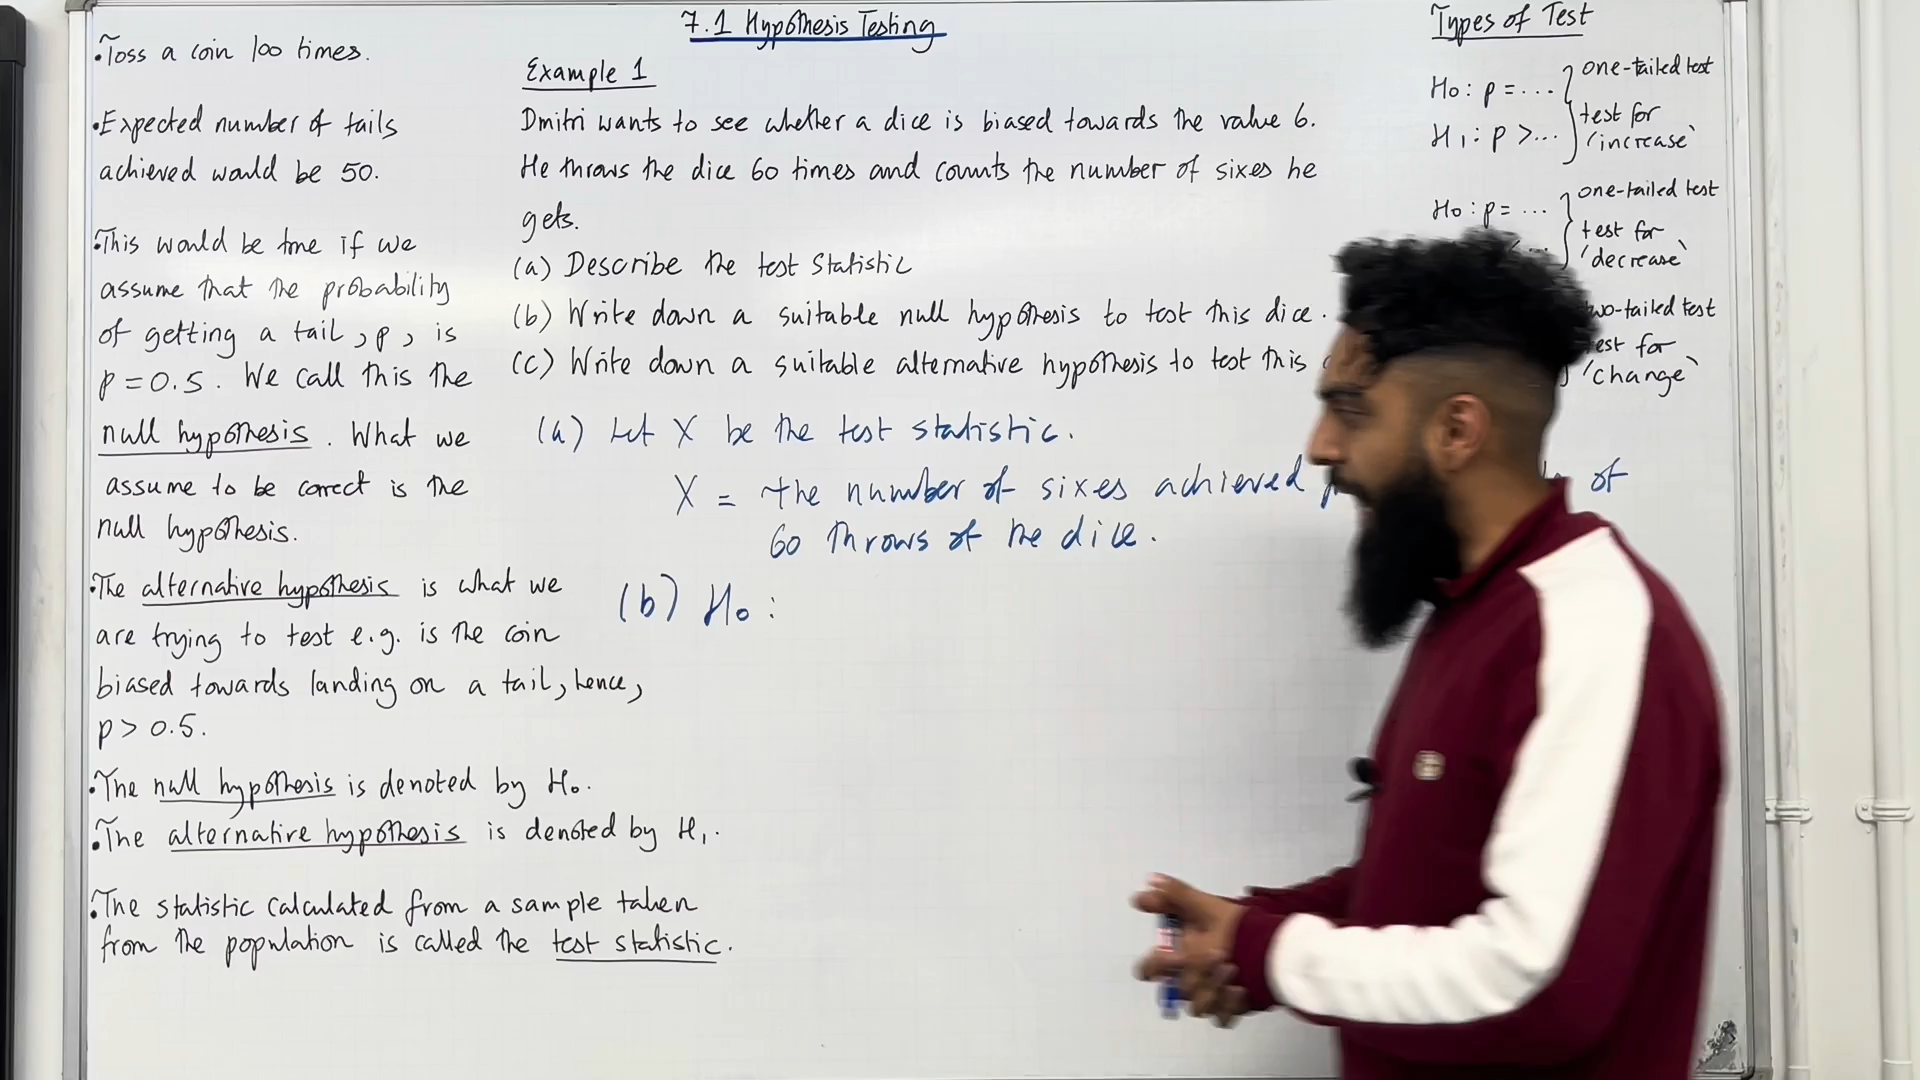 7.1 Hypothesis Testing
•Toss a coin 100 times.
•Expected number of tails
achieved would be 50.
•This would be true if we
assume that the probability
of getting a tail, p, is
p = 0.5. We call this the
null hypothesis. What we
assume to be correct is the
null hypothesis.
•The alternative hypothesis is what we
are trying to test e.g. is the coin
biased towards landing on a tail, hence,
p > 0.5.
•The null hypothesis is denoted by H₀.
•The alternative hypothesis is denoted by H₁.
•The statistic calculated from a sample taken
from the population is called the test statistic.
Example 1
Dmitri wants to see whether a dice is biased towards the value 6.
He throws the dice 60 times and counts the number of sixes he
gets.
(a) Describe the test statistic
(b) Write down a suitable null hypothesis to test this dice.
(c) Write down a suitable alternative hypothesis to test this
(a) Let X be the test statistic.
X = the number of sixes achieved of
60 throws of the dice.
(b) H₀:
Types of Test
H₀: p = ... one-tailed test
H₁: p > ... test for
'increase'
H₀: p = ... one-tailed test
... test for
'decrease'
two-tailed test
test for
'change'